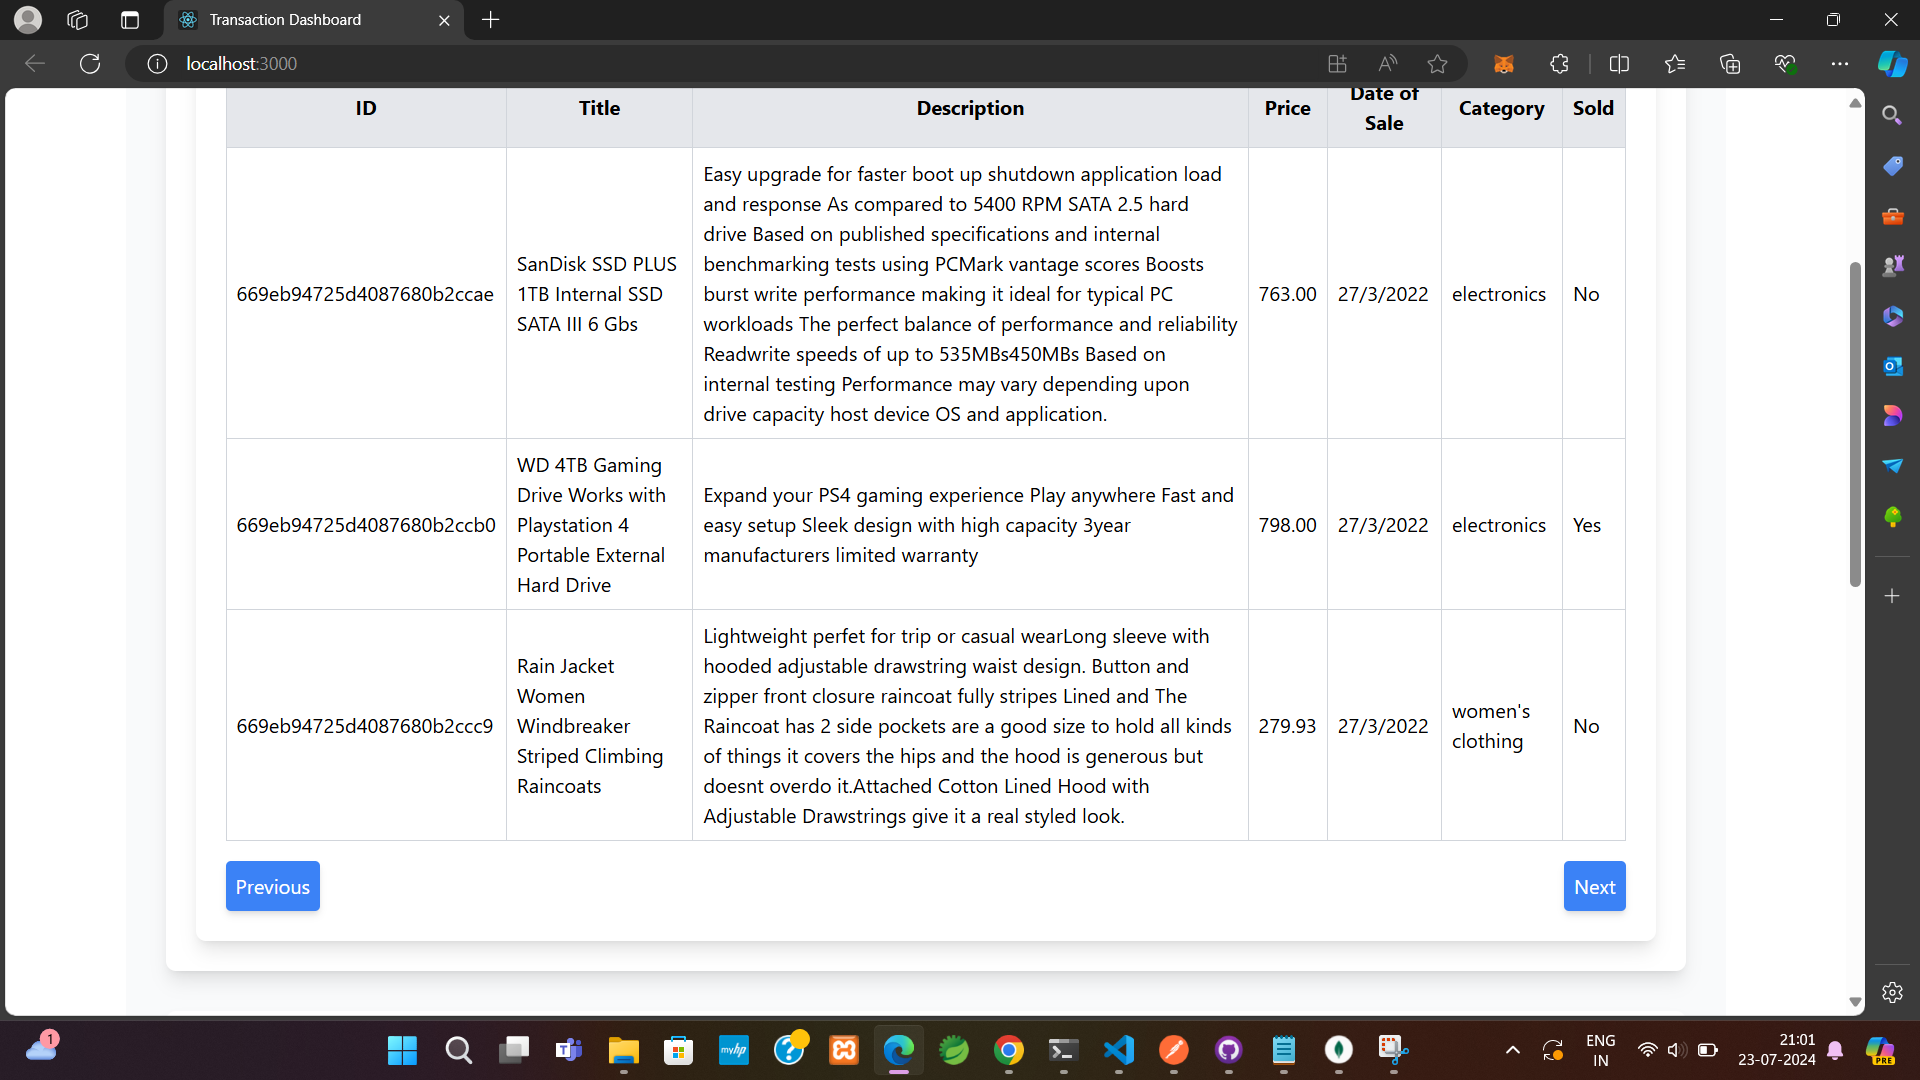 Transaction Dashboard
localhost:3000
ID Title Description Price Date of Sale Category Sold
669eb94725d4087680b2ccae
SanDisk SSD PLUS
1TB Internal SSD
SATA III 6 Gbs
Easy upgrade for faster boot up shutdown application load
and response As compared to 5400 RPM SATA 2.5 hard
drive Based on published specifications and internal
benchmarking tests using PCMark vantage scores Boosts
burst write performance making it ideal for typical PC
workloads The perfect balance of performance and reliability
Readwrite speeds of up to 535MBs450MBs Based on
internal testing Performance may vary depending upon
drive capacity host device OS and application.
763.00
27/3/2022
electronics
No
669eb94725d4087680b2ccb0
WD 4TB Gaming
Drive Works with
Playstation 4
Portable External
Hard Drive
Expand your PS4 gaming experience Play anywhere Fast and
easy setup Sleek design with high capacity 3year
manufacturers limited warranty
798.00
27/3/2022
electronics
Yes
669eb94725d4087680b2ccc9
Rain Jacket
Women
Windbreaker
Striped Climbing
Raincoats
Lightweight perfet for trip or casual wearLong sleeve with
hooded adjustable drawstring waist design. Button and
zipper front closure raincoat fully stripes Lined and The
Raincoat has 2 side pockets are a good size to hold all kinds
of things it covers the hips and the hood is generous but
doesnt overdo it.Attached Cotton Lined Hood with
Adjustable Drawstrings give it a real styled look.
279.93
27/3/2022
women's
clothing
No
Previous
Next
1
myhp
ENG
IN
21:01
23-07-2024
PRE